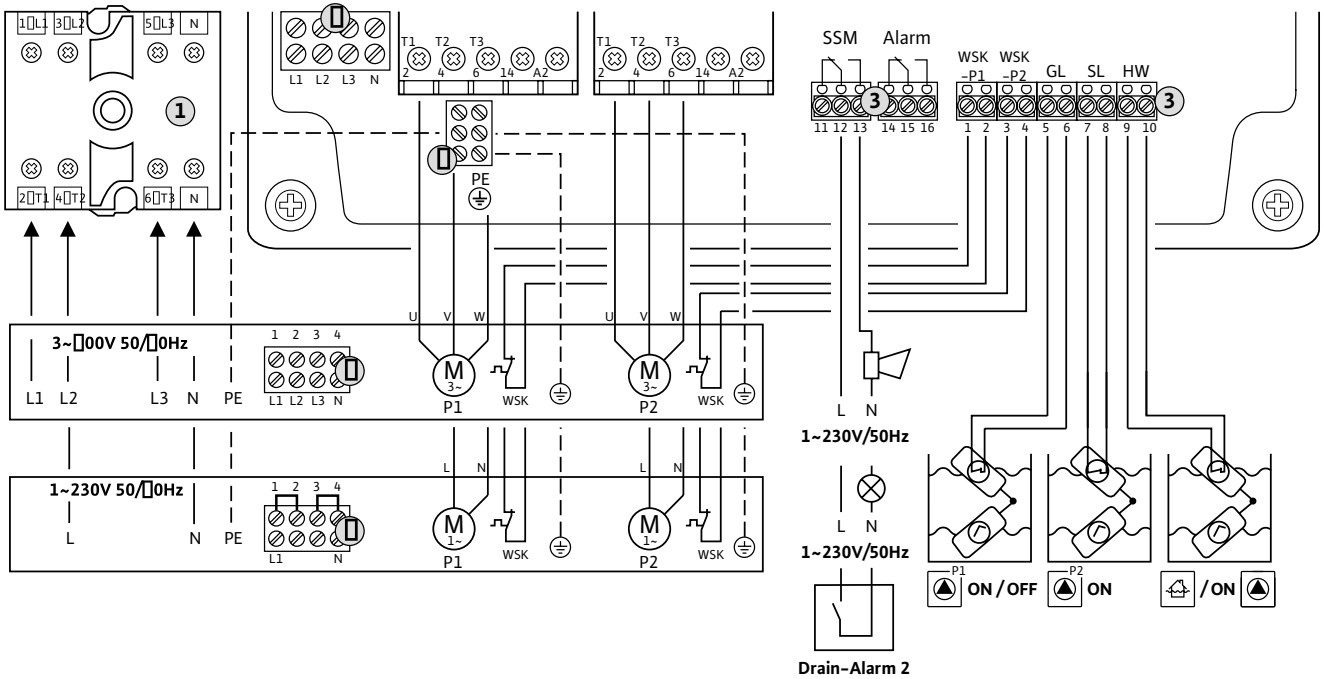 1▯L1 3▯L2 5▯L3 N
1
2▯T1 4▯T2 6▯T3 N
▯
L1 L2 L3 N
T1 T2 T3
2 4 6 14 A2
T1 T2 T3
2 4 6 14 A2
▯
PE
SSM Alarm
3
11 12 13 14 15 16
WSK WSK
-P1 -P2 GL SL HW
3
1 2 3 4 5 6 7 8 9 10
U V W U V W
3~▯00V 50/▯0Hz
1 2 3 4
▯
L1 L2 L3 N
L1 L2 L3 N PE
M
3~
P1
WSK
M
3~
P2
WSK
L N
1~230V/50Hz
L N L N
1~230V 50/▯0Hz
1 2 3 4
▯
L1 N
L N PE
M
1~
P1
WSK
M
1~
P2
WSK
L N
1~230V/50Hz
P1 ON/OFF
P2 ON
/ON
Drain-Alarm 2